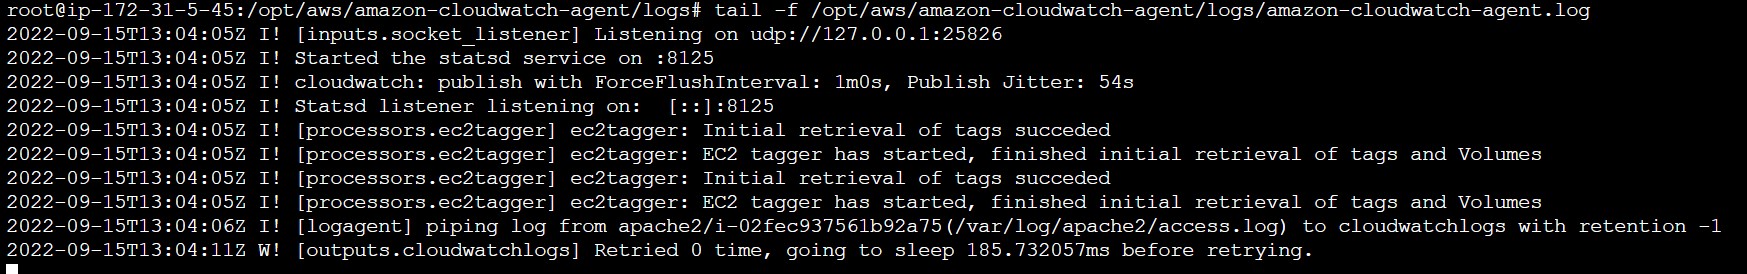 root@ip-172-31-5-45:/opt/aws/amazon-cloudwatch-agent/logs# tail -f /opt/aws/amazon-cloudwatch-agent/logs/amazon-cloudwatch-agent.log
2022-09-15T13:04:05Z I! [inputs.socket_listener] Listening on udp://127.0.0.1:25826
2022-09-15T13:04:05Z I! Started the statsd service on :8125
2022-09-15T13:04:05Z I! cloudwatch: publish with ForceFlushInterval: 1m0s, Publish Jitter: 54s
2022-09-15T13:04:05Z I! Statsd listener listening on:  [::]:8125
2022-09-15T13:04:05Z I! [processors.ec2tagger] ec2tagger: Initial retrieval of tags succeded
2022-09-15T13:04:05Z I! [processors.ec2tagger] ec2tagger: EC2 tagger has started, finished initial retrieval of tags and Volumes
2022-09-15T13:04:05Z I! [processors.ec2tagger] ec2tagger: Initial retrieval of tags succeded
2022-09-15T13:04:05Z I! [processors.ec2tagger] ec2tagger: EC2 tagger has started, finished initial retrieval of tags and Volumes
2022-09-15T13:04:06Z I! [logagent] piping log from apache2/i-02fec937561b92a75(/var/log/apache2/access.log) to cloudwatchlogs with retention -1
2022-09-15T13:04:11Z W! [outputs.cloudwatchlogs] Retried 0 time, going to sleep 185.732057ms before retrying.